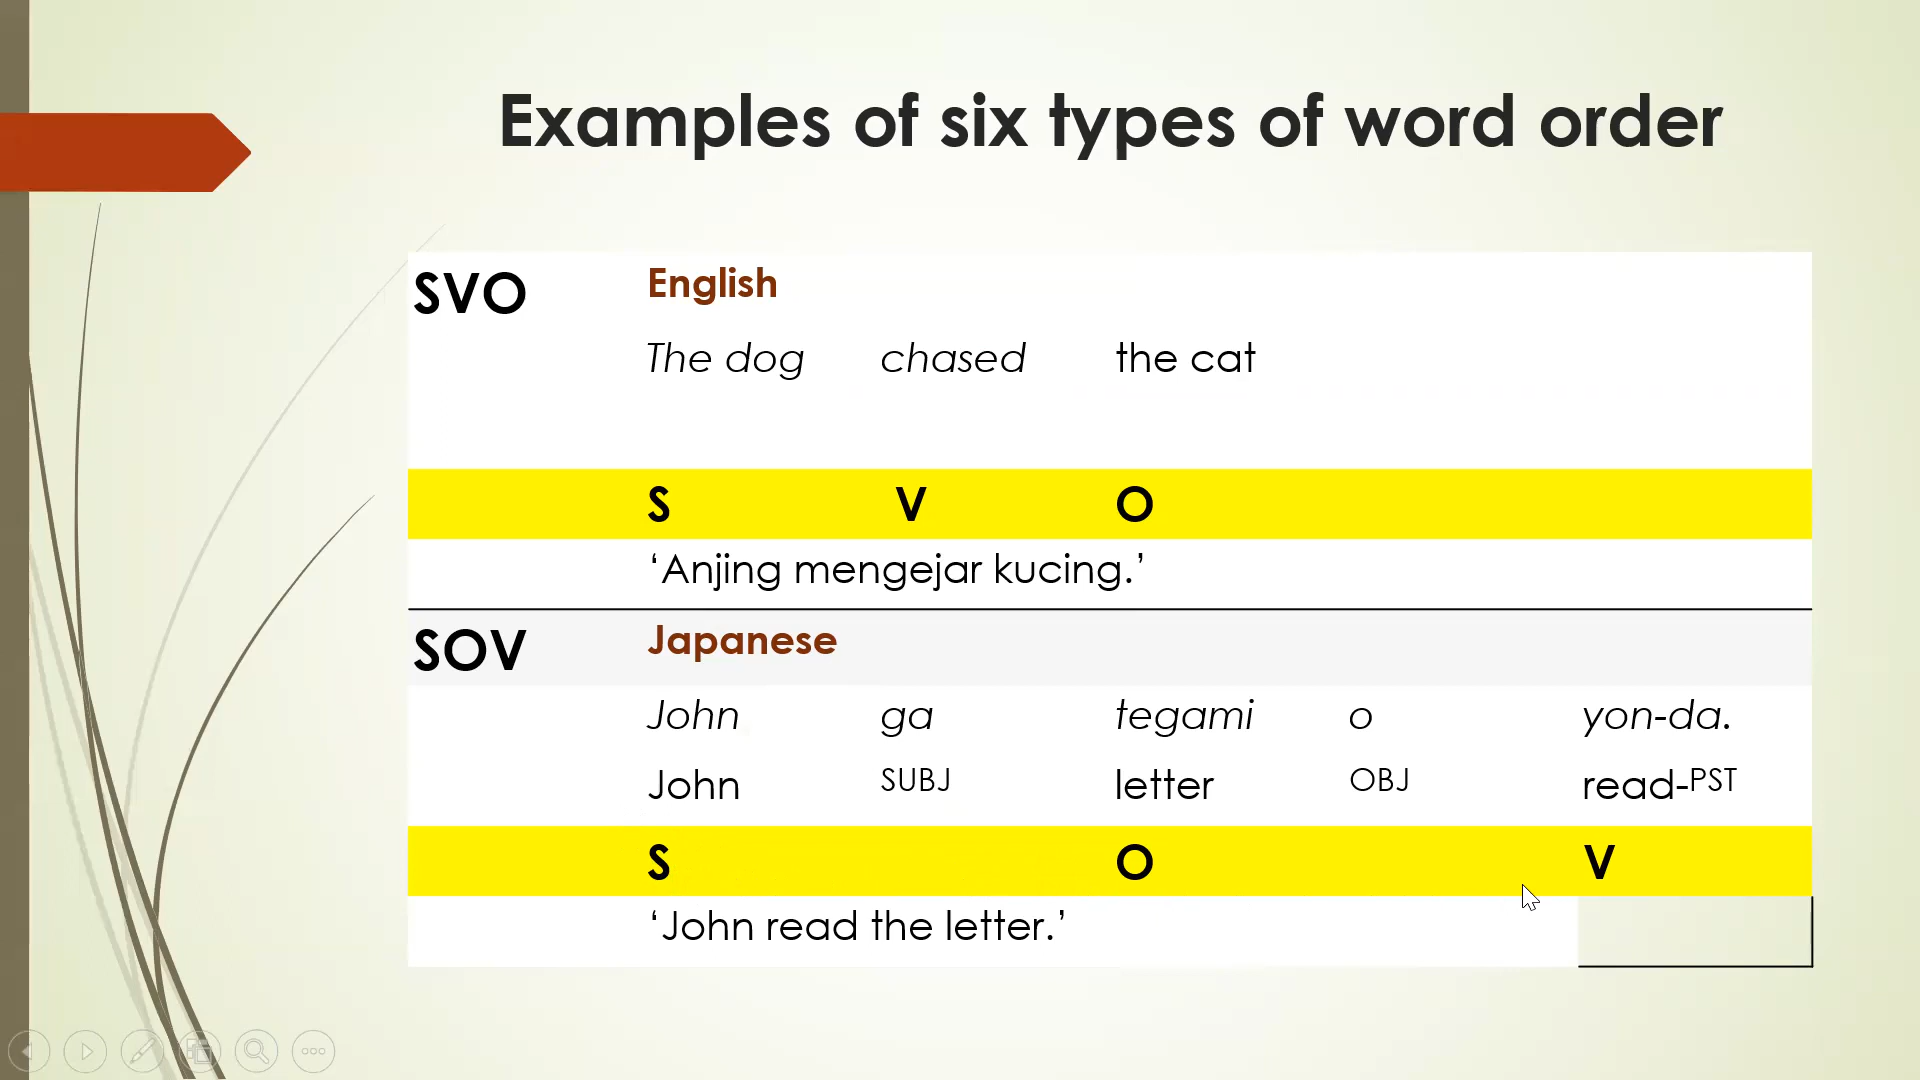 Examples of six types of word order
SVO English
The dog chased the cat
S V O
‘Anjing mengejar kucing.’
SOV Japanese
John ga tegami o yon-da.
John SUBJ letter OBJ read-PST
S O V
‘John read the letter.’